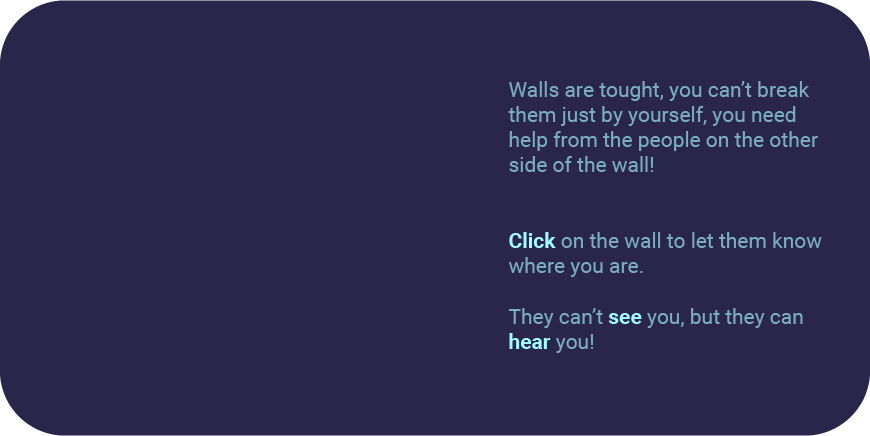 Walls are tought, you can’t break
them just by yourself, you need
help from the people on the other
side of the wall!
Click on the wall to let them know
where you are.
They can’t see you, but they can
hear you!